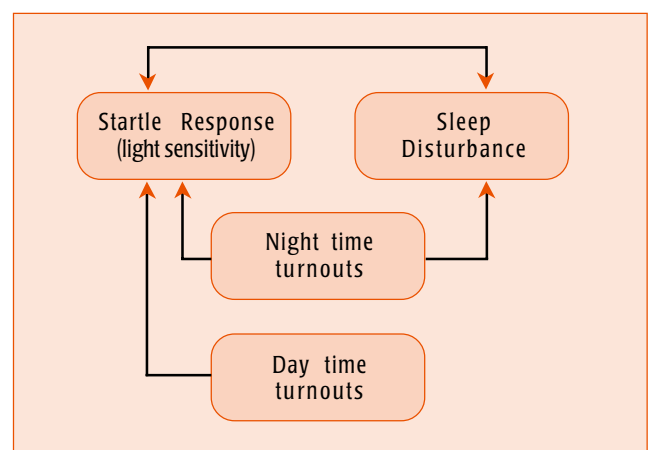 Startle Response
(light sensitivity)
Sleep
Disturbance
Night time
turnouts
Day time
turnouts